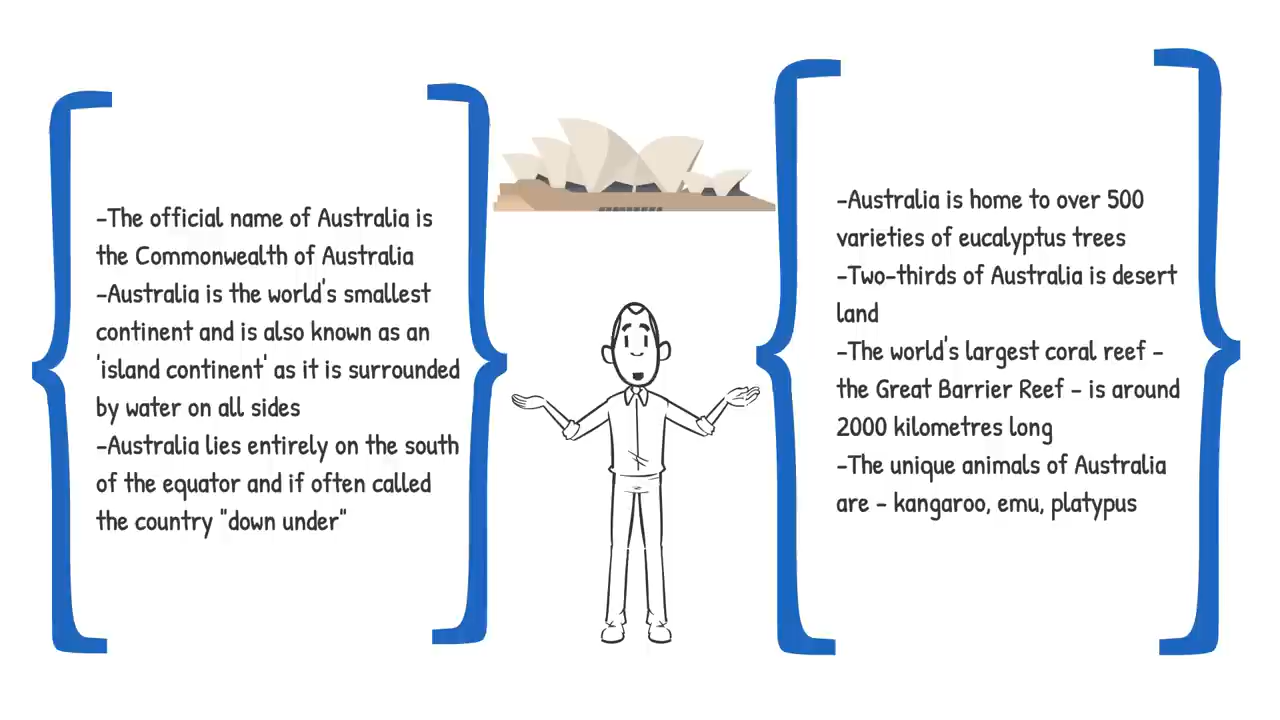 -The official name of Australia is
the Commonwealth of Australia
-Australia is the world's smallest
continent and is also known as an
'island continent' as it is surrounded
by water on all sides
-Australia lies entirely on the south
of the equator and if often called
the country "down under"
-Australia is home to over 500
varieties of eucalyptus trees
-Two-thirds of Australia is desert
land
-The world's largest coral reef -
the Great Barrier Reef - is around
2000 kilometres long
-The unique animals of Australia
are - kangaroo, emu, platypus